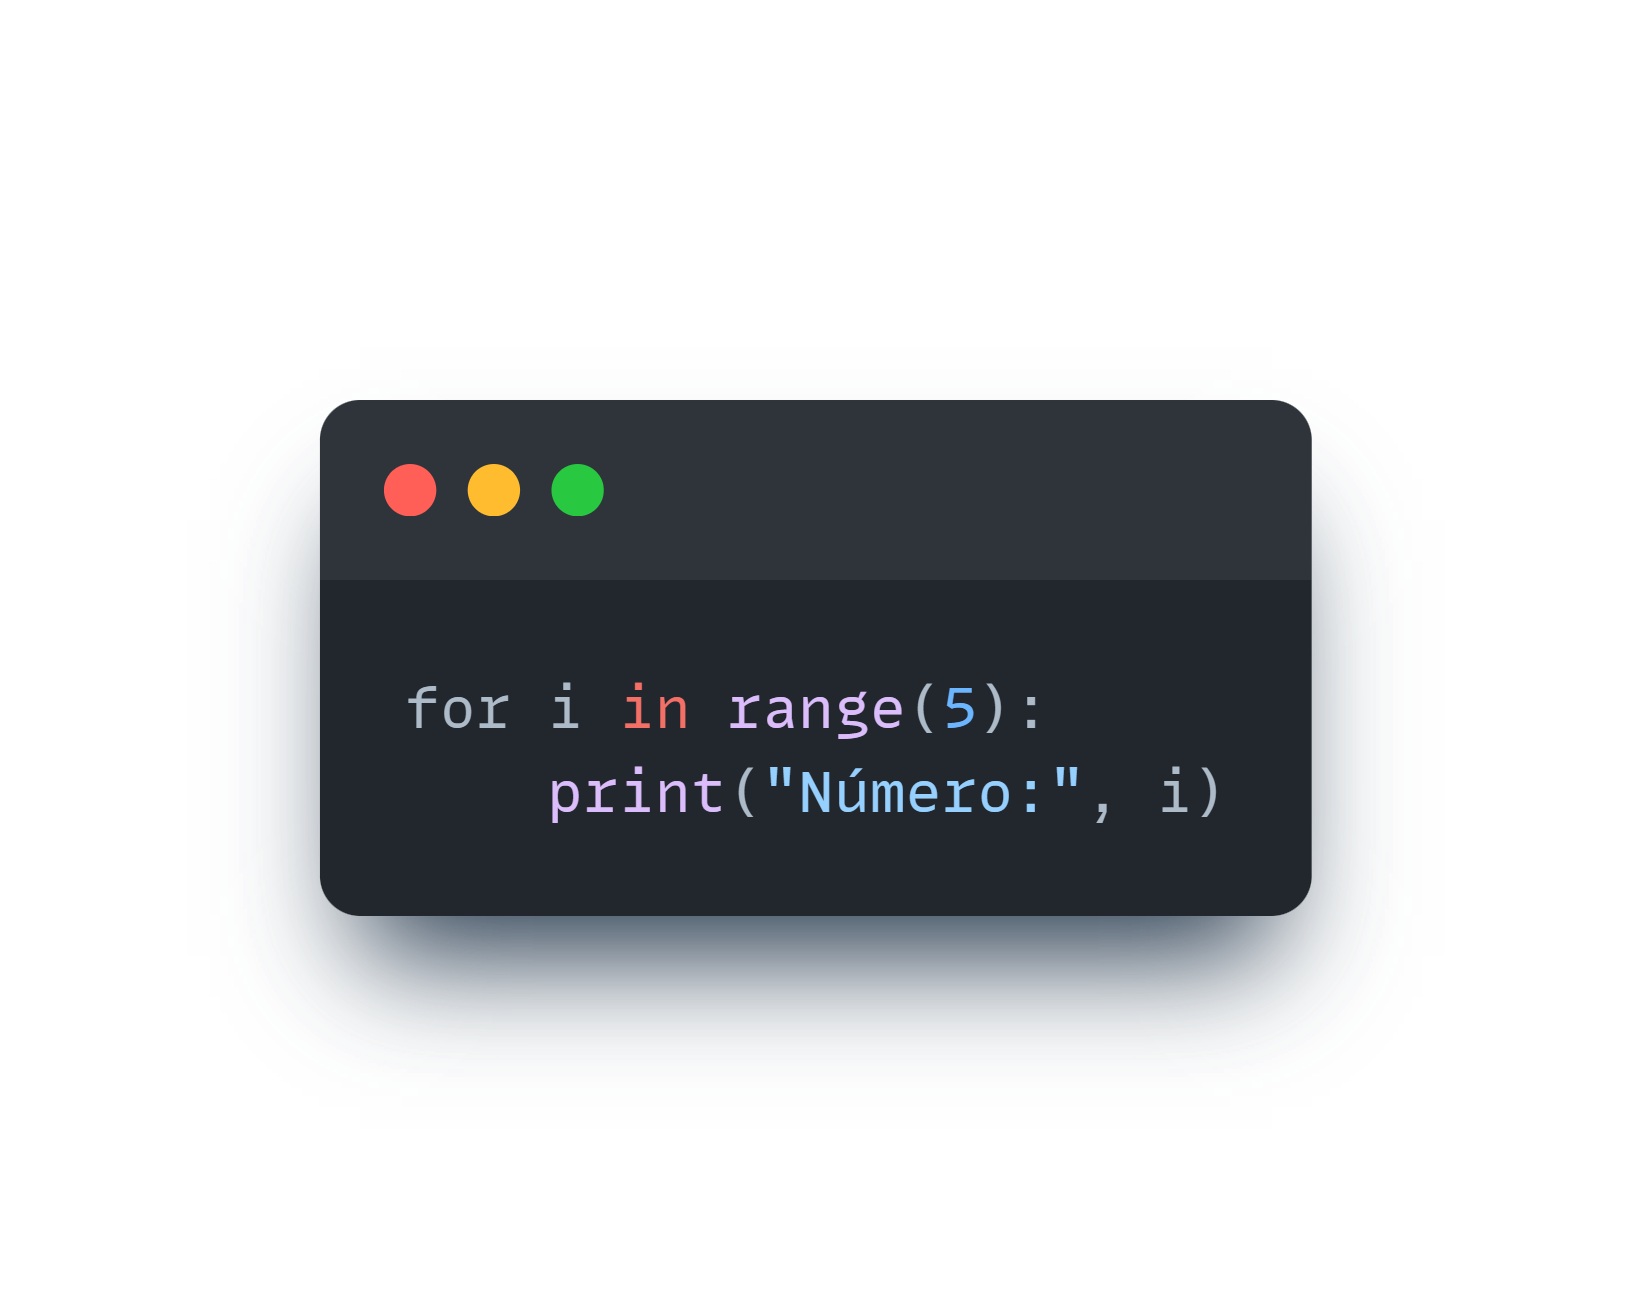 for i in range(5):
    print("Número:", i)